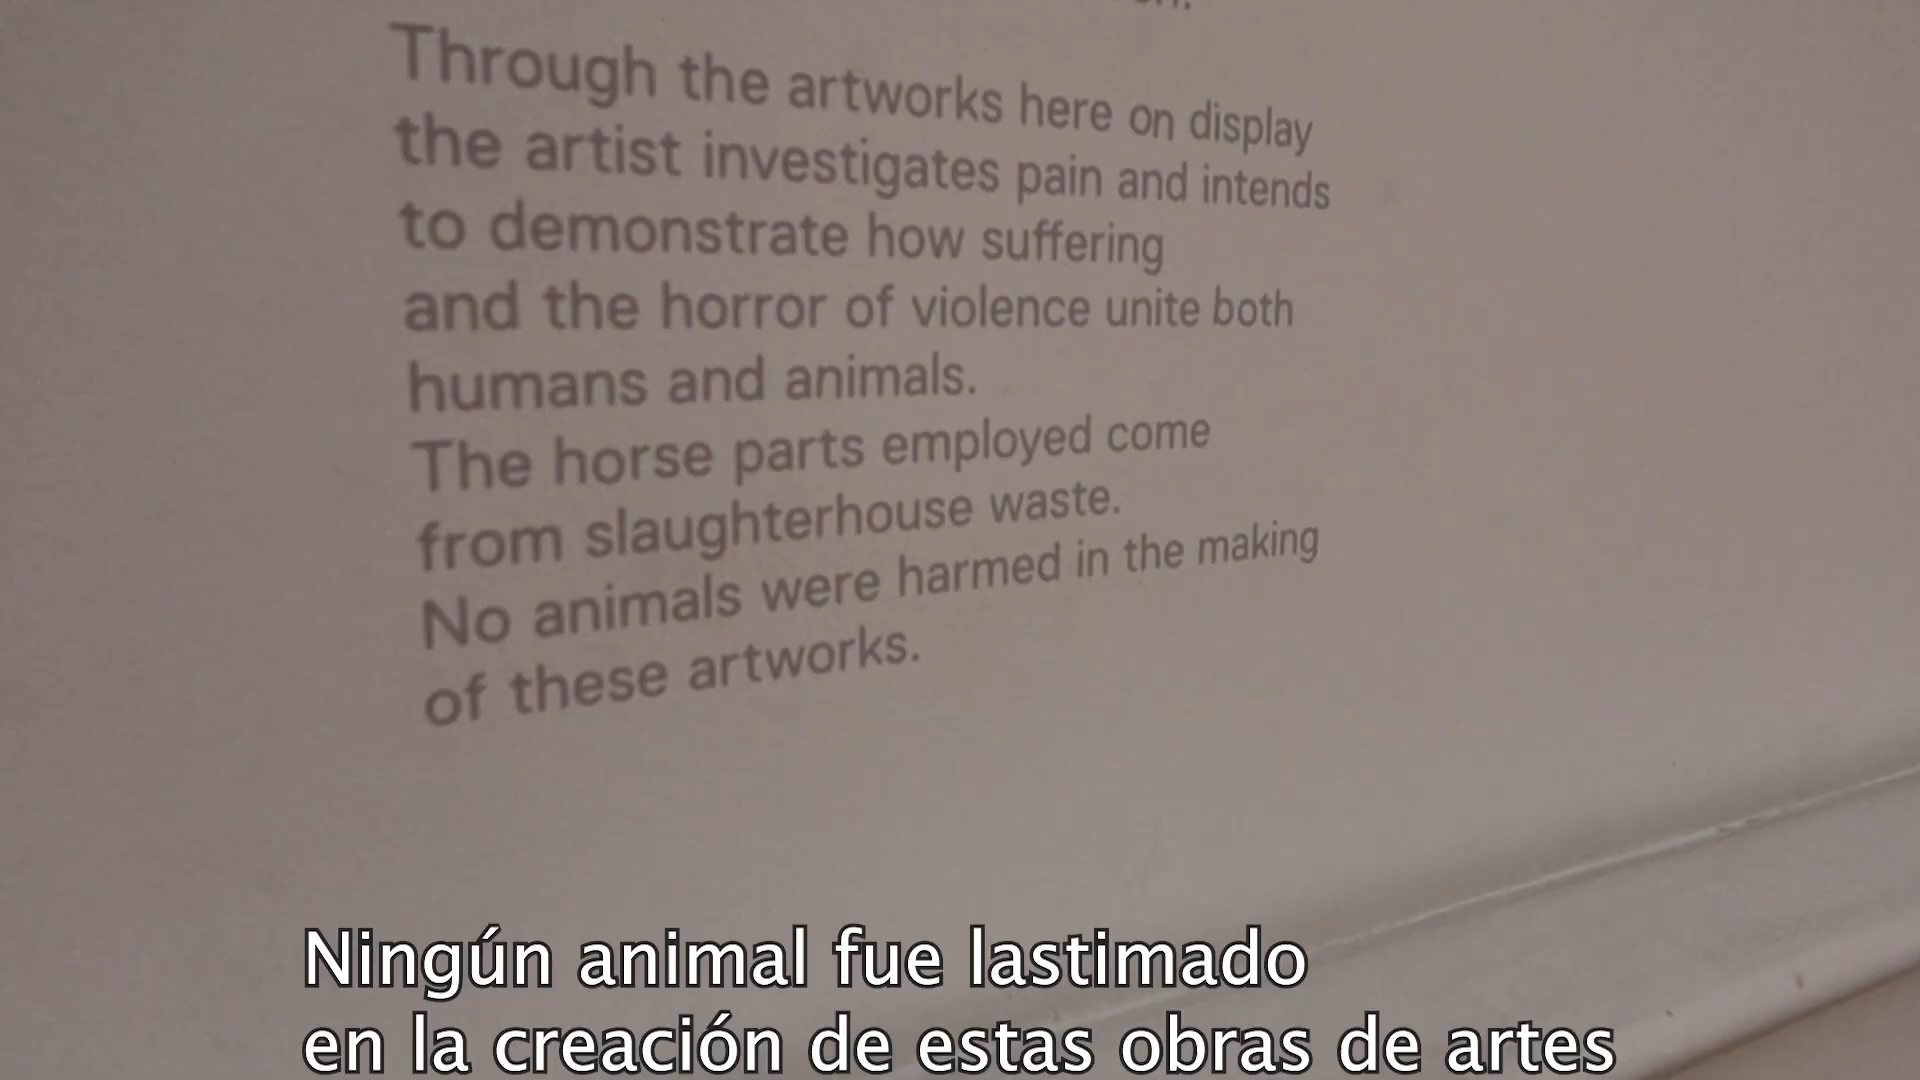 Through the artworks here on display
the artist investigates pain and intends
to demonstrate how suffering
and the horror of violence unite both
humans and animals.
The horse parts employed come
from slaughterhouse waste.
No animals were harmed in the making
of these artworks.
Ningún animal fue lastimado
en la creación de estas obras de artes